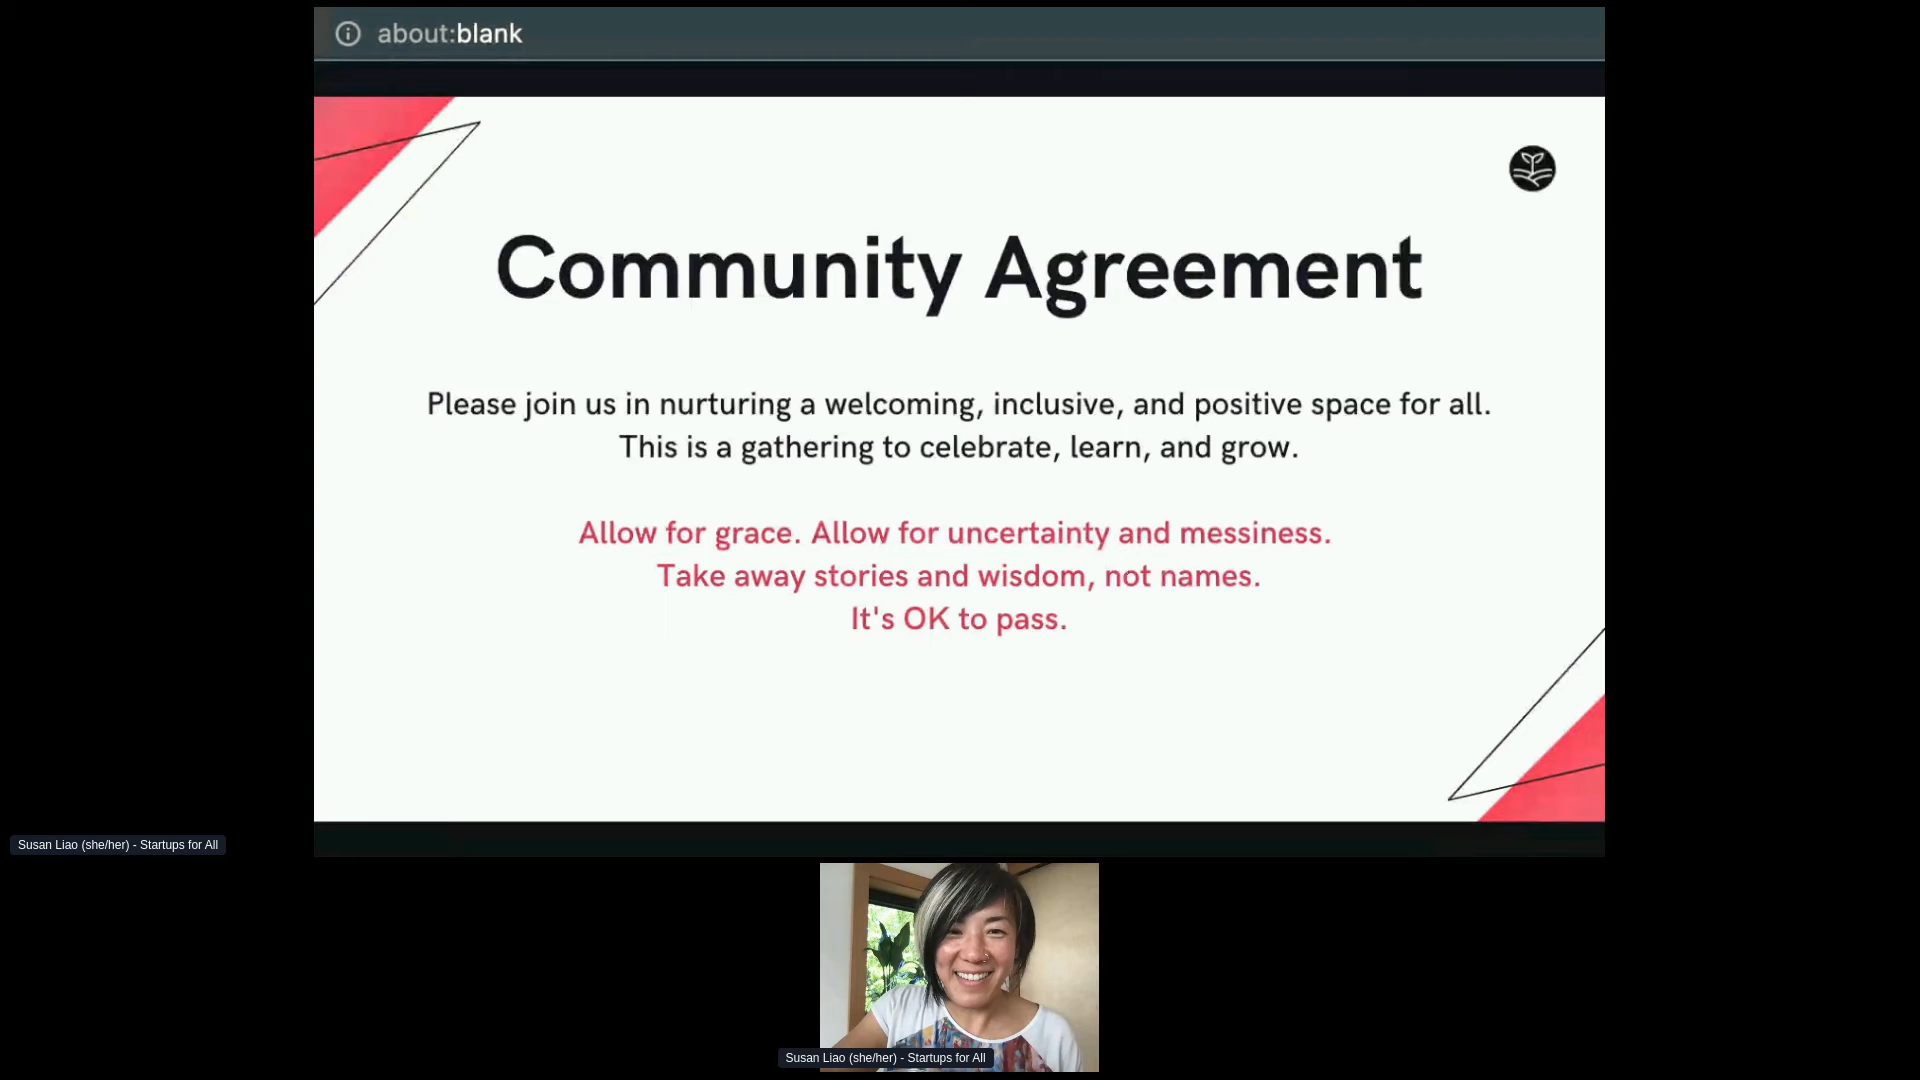 about:blank
Community Agreement
Please join us in nurturing a welcoming, inclusive, and positive space for all.
This is a gathering to celebrate, learn, and grow.
Allow for grace. Allow for uncertainty and messiness.
Take away stories and wisdom, not names.
It's OK to pass.
Susan Liao (she/her) - Startups for All
Susan Liao (she/her) - Startups for All